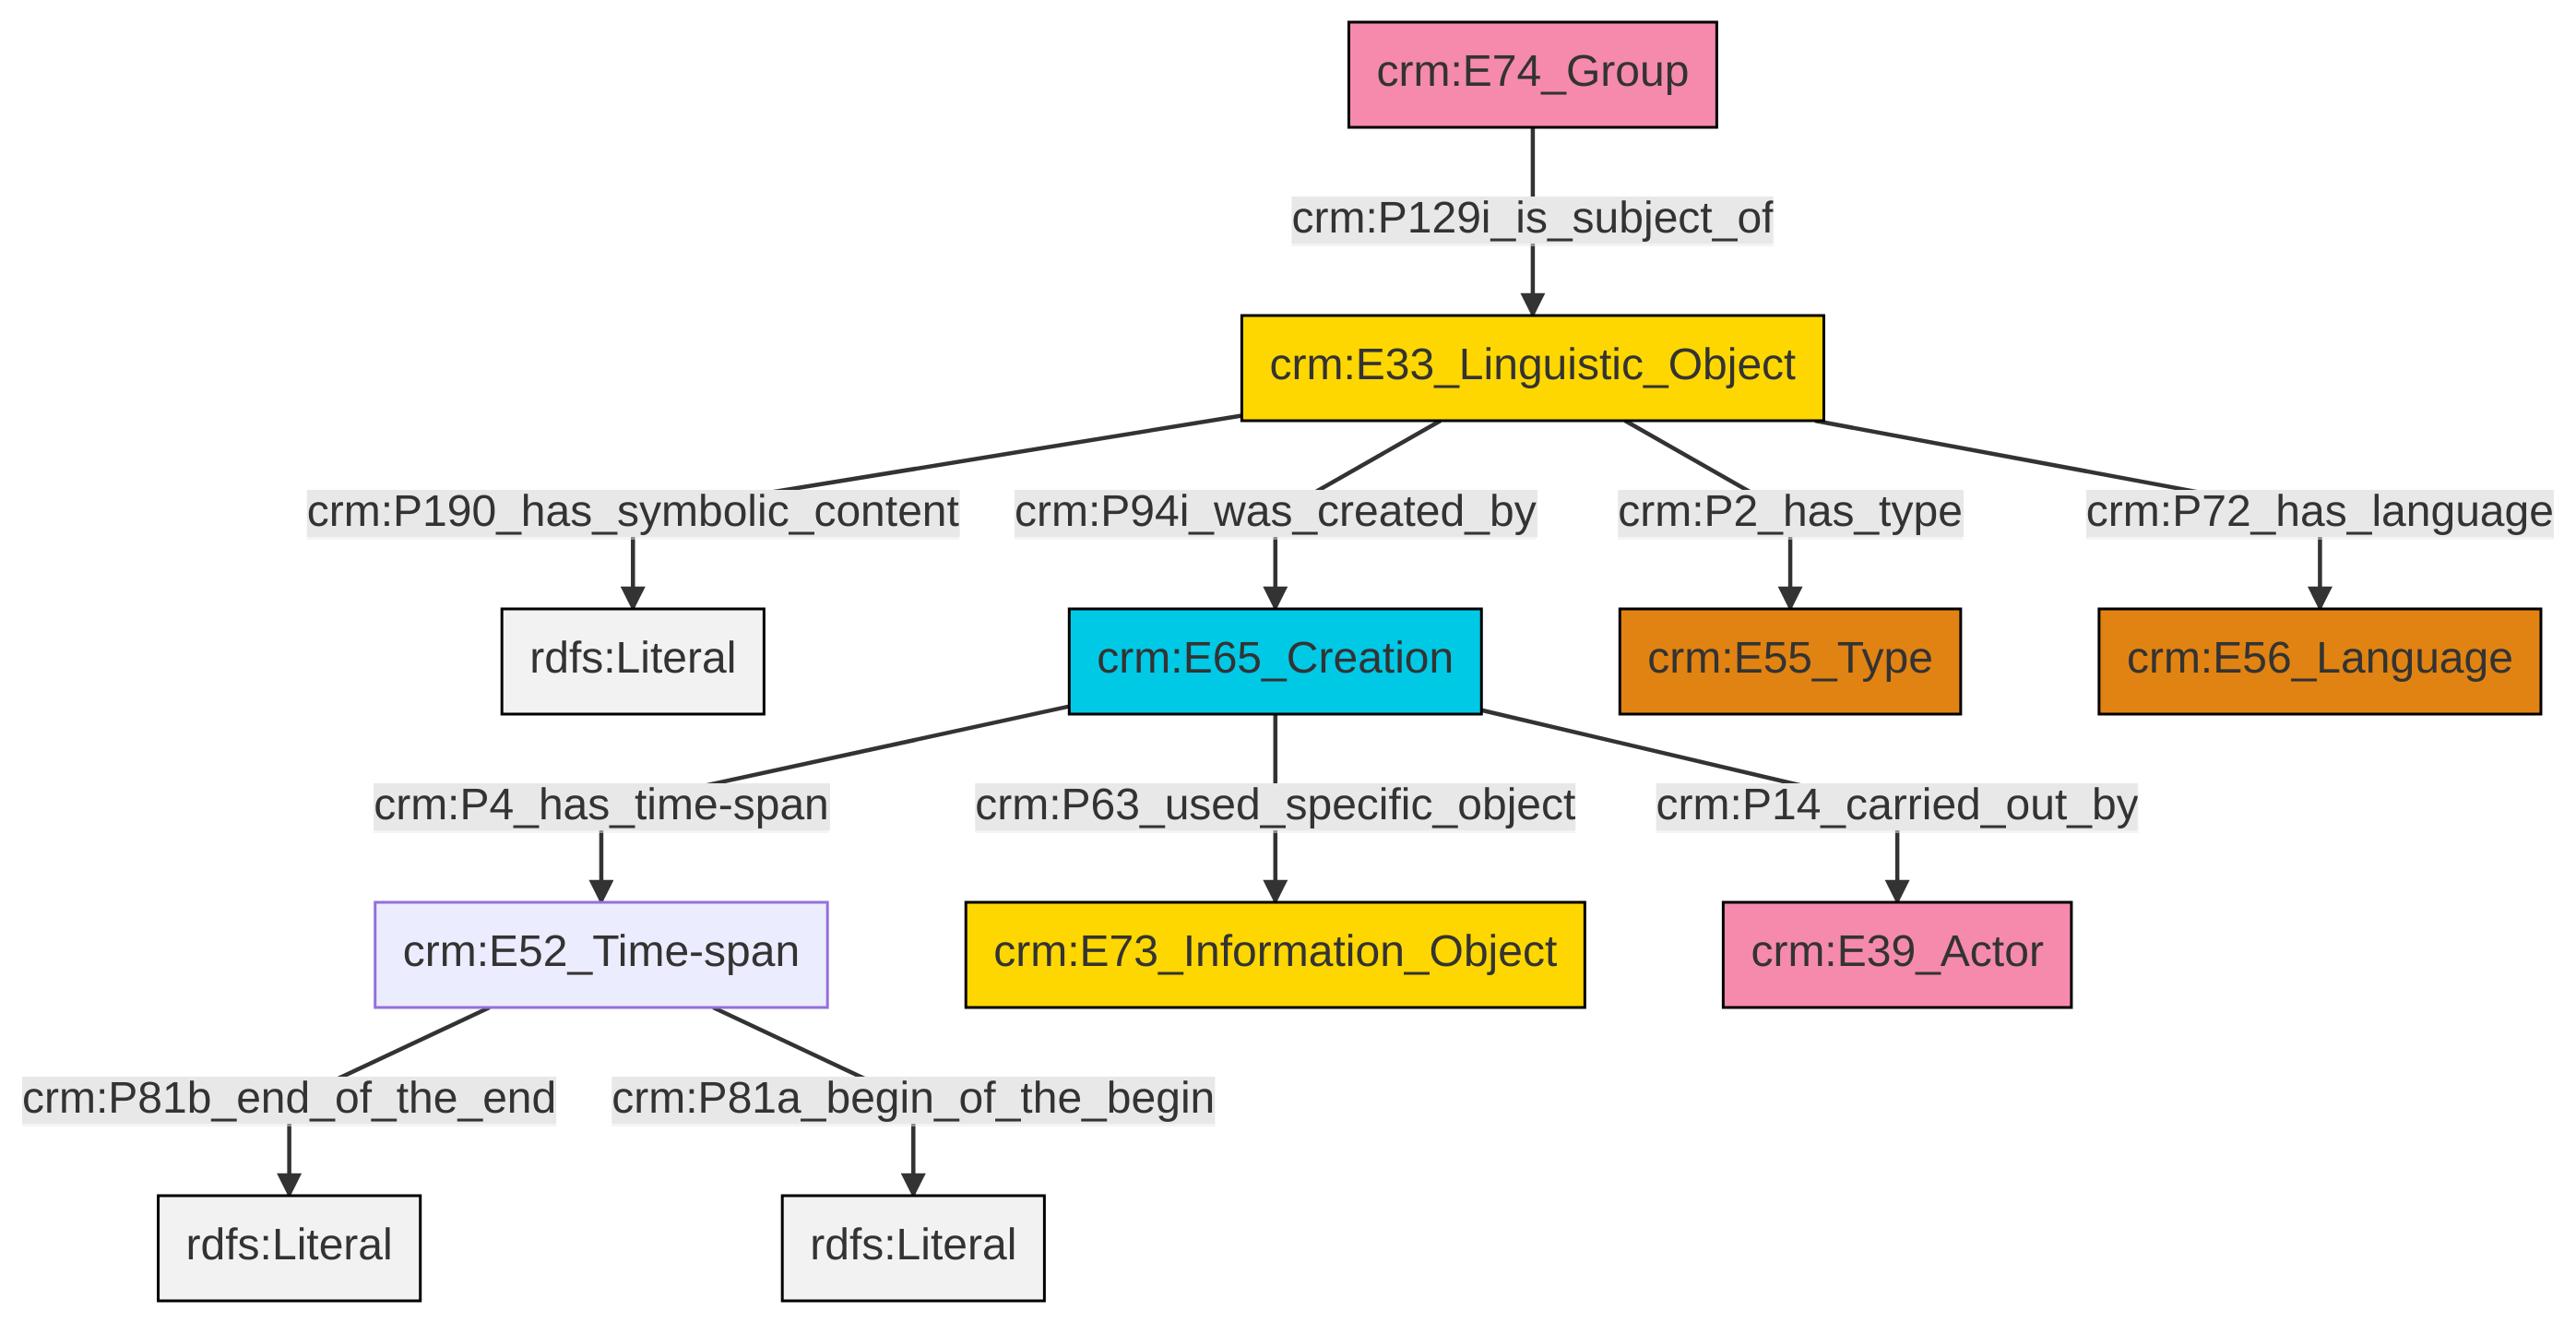 crm:E74_Group
crm:P129i_is_subject_of
crm:E33_Linguistic_Object
crm:P190_has_symbolic_content
crm:P94i_was_created_by
crm:P2_has_type
crm:P72_has_language
rdfs:Literal
crm:E65_Creation
crm:E55_Type
crm:E56_Language
crm:P4_has_time-span
crm:P63_used_specific_object
crm:P14_carried_out_by
crm:E52_Time-span
crm:E73_Information_Object
crm:E39_Actor
crm:P81b_end_of_the_end
crm:P81a_begin_of_the_begin
rdfs:Literal
rdfs:Literal